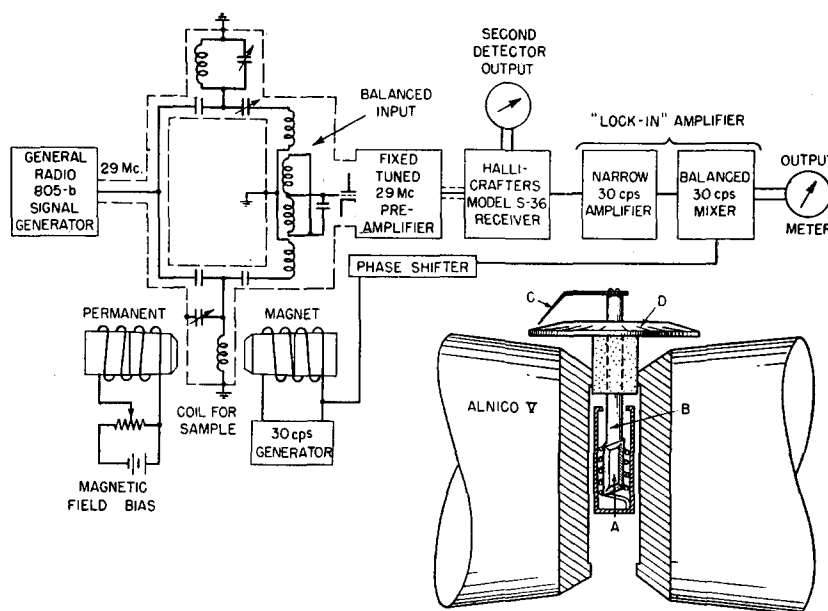 SECOND
DETECTOR
OUTPUT
BALANCED
INPUT
"LOCK-IN" AMPLIFIER
GENERAL
RADIO
805-b
SIGNAL
GENERATOR
29 Mc.
FIXED
TUNED
29 Mc
PRE-
AMPLIFIER
HALLI-
CRAFTERS
MODEL S-36
RECEIVER
NARROW
30 cps
AMPLIFIER
BALANCED
30 cps
MIXER
OUTPUT
METER
PHASE SHIFTER
PERMANENT
MAGNET
COIL FOR
SAMPLE
30 cps
GENERATOR
MAGNETIC
FIELD BIAS
C
D
ALNICO V
B
A